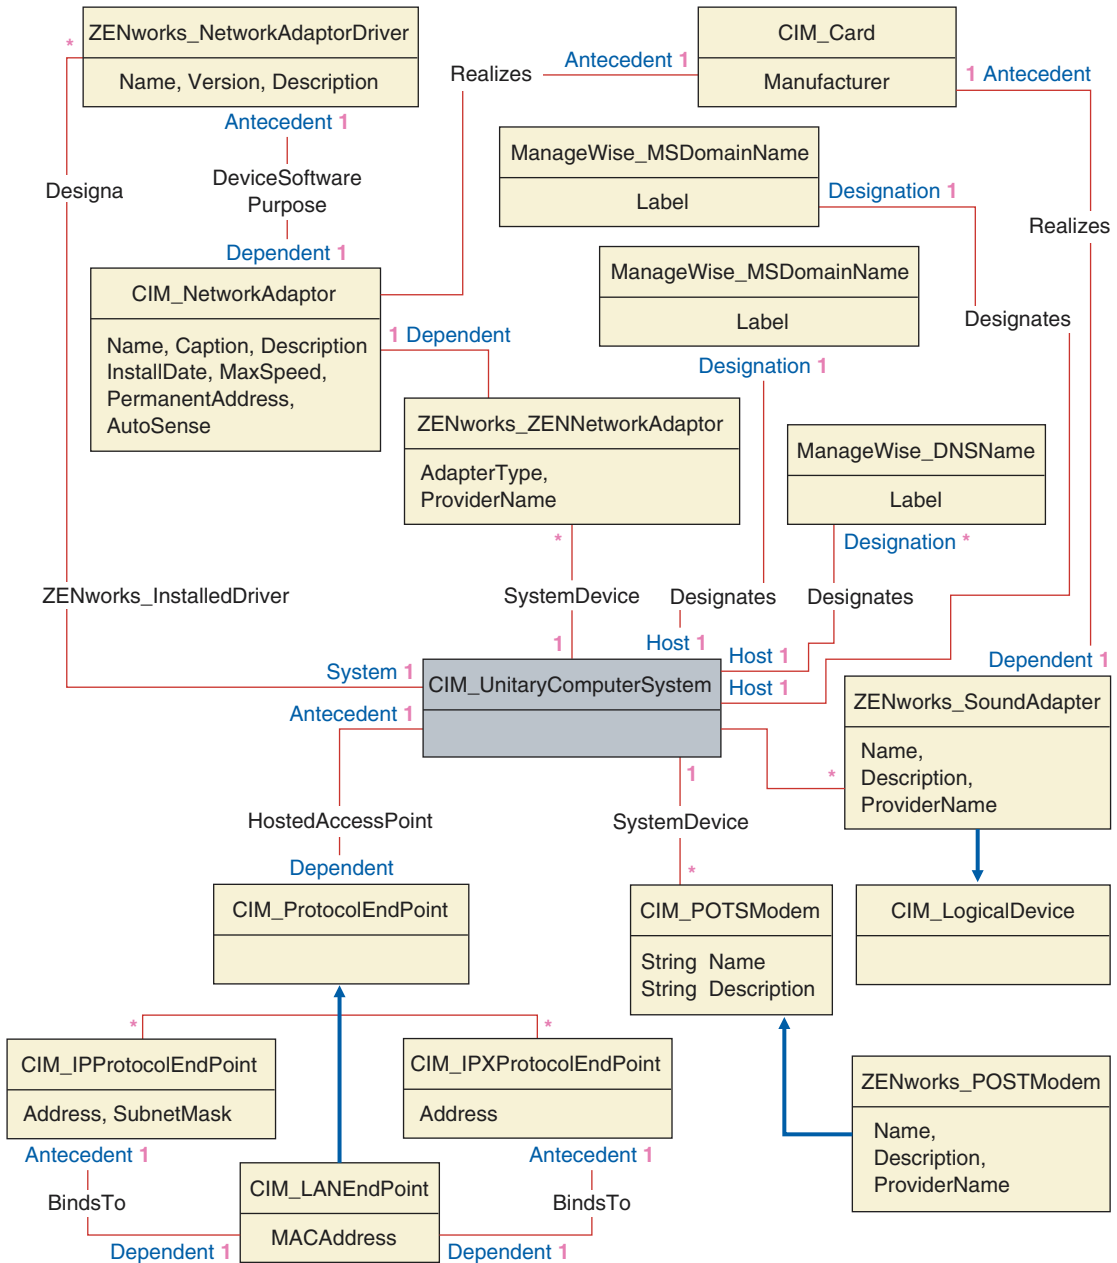 ZENworks_NetworkAdaptorDriver
Name, Version, Description
*
Antecedent 1
DeviceSoftware
Purpose
Dependent 1
Designa
Realizes
Antecedent 1
CIM_Card
Manufacturer
1 Antecedent
Realizes
ManageWise_MSDomainName
Label
Designation 1
Designates
ManageWise_MSDomainName
Label
Designation 1
CIM_NetworkAdaptor
Name, Caption, Description
InstallDate, MaxSpeed,
PermanentAddress,
AutoSense
1 Dependent
ZENworks_ZENNetworkAdaptor
AdapterType,
ProviderName
*
ManageWise_DNSName
Label
Designation *
ZENworks_InstalledDriver
SystemDevice
Designates
Designates
1
Host 1
Host 1
Host 1
Dependent 1
System 1
Antecedent 1
CIM_UnitaryComputerSystem
ZENworks_SoundAdapter
Name,
Description,
ProviderName
*
1
HostedAccessPoint
SystemDevice
Dependent
*
CIM_ProtocolEndPoint
CIM_POTSModem
String Name
String Description
CIM_LogicalDevice
*
*
CIM_IPProtocolEndPoint
Address, SubnetMask
CIM_IPXProtocolEndPoint
Address
ZENworks_POSTModem
Name,
Description,
ProviderName
Antecedent 1
Antecedent 1
BindsTo
BindsTo
CIM_LANEndPoint
MACAddress
Dependent 1
Dependent 1